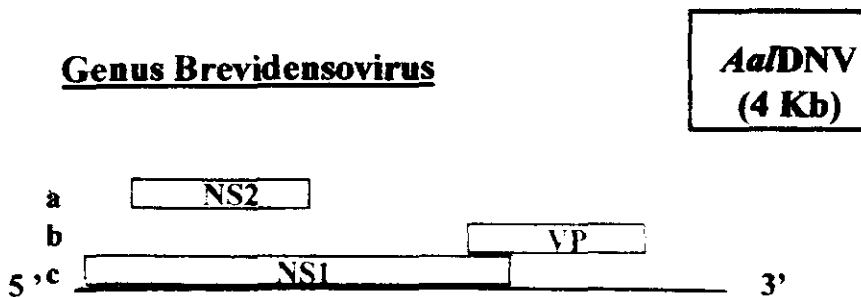 Genus Brevidensovirus
AalDNV
(4 Kb)
a NS2
b VP
5 ' c NS1 3'